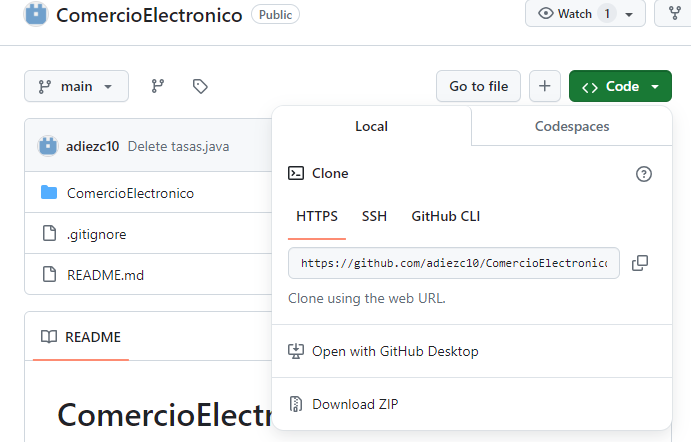 ComercioElectronico Public Watch 1
main Go to file Code
Local Codespaces
adiezc10 Delete tasas.java
Clone
ComercioElectronico
HTTPS SSH GitHub CLI
.gitignore
https://github.com/adiezc10/ComercioElectronico
README.md
Clone using the web URL.
README
Open with GitHub Desktop
ComercioElectr
Download ZIP